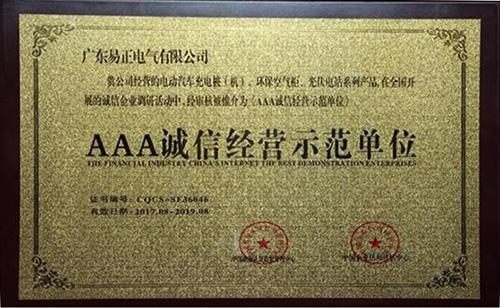 广东易正电气有限公司
贵公司经营的电动汽车充电桩（机）、环保空气柜、光伏电站系列产品，在全国开
展的诚信企业调研活动中，经审核被推介为《AAA诚信经营示范单位》
AAA诚信经营示范单位
THE FINANCIAL INDUSTRY CHINA'S INTERNET THE BEST DEMONSTRATION ENTERPRISES
证书编号：CQCS-SF36046
有效日期：2017.08-2019.08